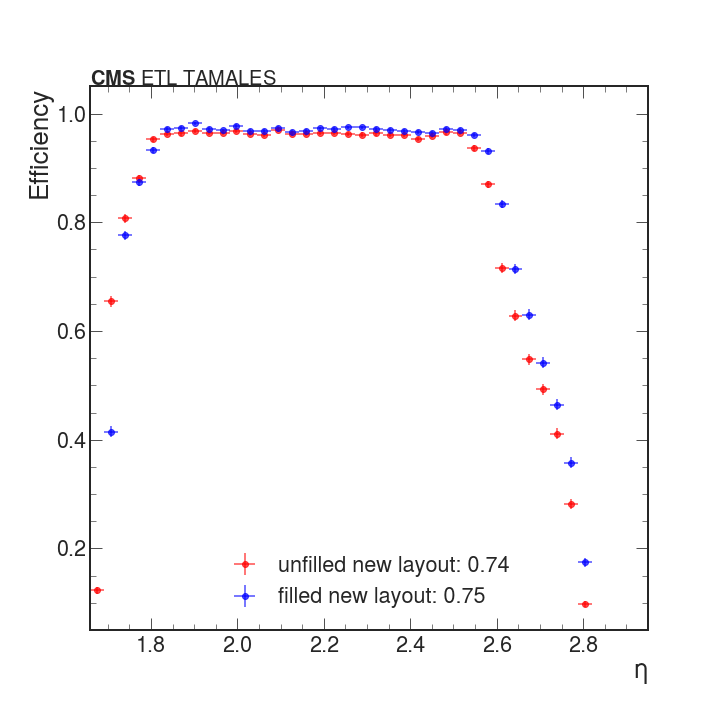 CMS ETL TAMALES
Efficiency
1.0
0.8
0.6
0.4
0.2
unfilled new layout: 0.74
filled new layout: 0.75
1.8 2.0 2.2 2.4 2.6 2.8
η